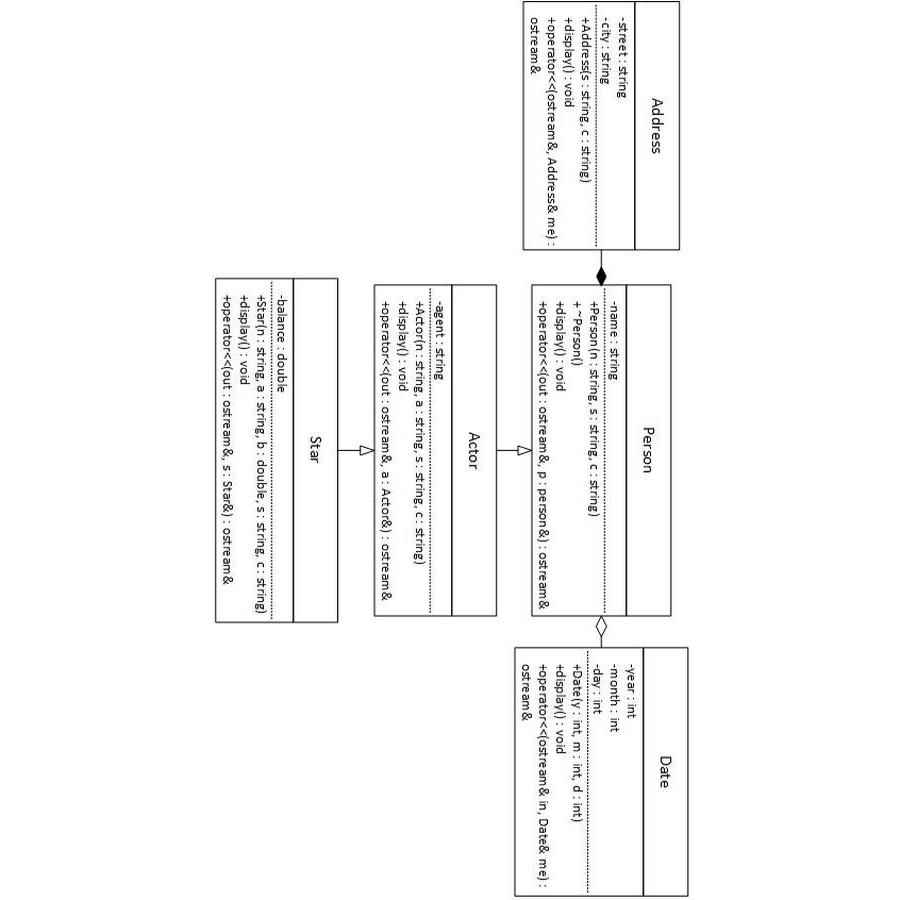 Address
-street : string
-city : string
+Address(s : string, c : string)
+display() : void
+operator<<(ostream&, Address& me) :
ostream&
Person
-name : string
+Person(n : string, s : string, c : string)
+ ~Person()
+display() : void
+operator<<(out : ostream&, p : person&) : ostream&
Date
-year : int
-month : int
-day : int
+Date(y : int, m : int, d : int)
+display() : void
+operator<<(ostream& in, Date& me) :
ostream&
Actor
-agent : string
+Actor(n : string, a : string, s : string, c : string)
+display() : void
+operator<<(out : ostream&, a : Actor&) : ostream&
Star
-balance : double
+Star(n : string, a : string, b : double, s : string, c : string)
+display() : void
+operator<<(out : ostream&, s : Star&) : ostream&